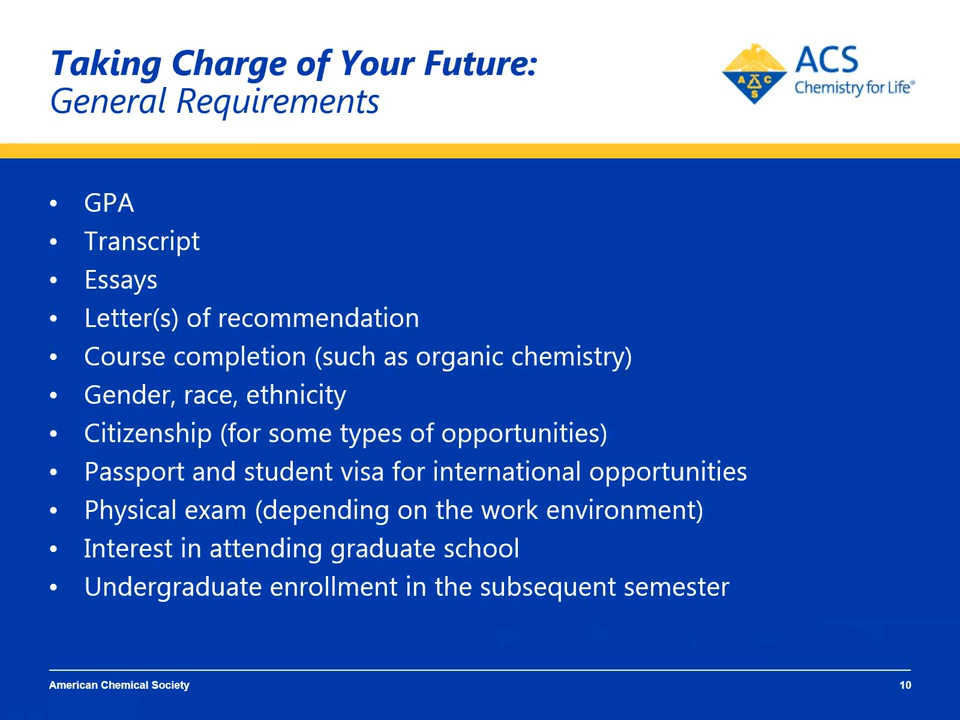 Taking Charge of Your Future:
General Requirements
A C S
ACS
Chemistry for Life®
• GPA
• Transcript
• Essays
• Letter(s) of recommendation
• Course completion (such as organic chemistry)
• Gender, race, ethnicity
• Citizenship (for some types of opportunities)
• Passport and student visa for international opportunities
• Physical exam (depending on the work environment)
• Interest in attending graduate school
• Undergraduate enrollment in the subsequent semester
American Chemical Society
10